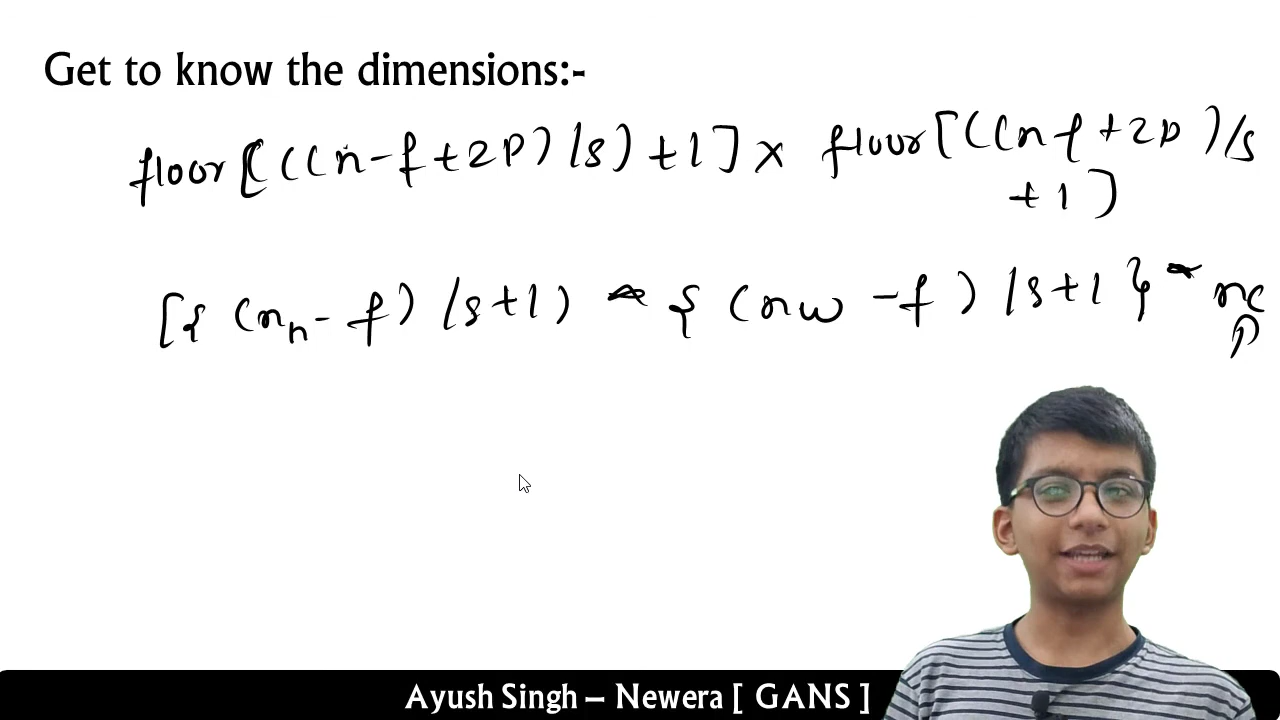 Get to know the dimensions:-
floor[((n-f+2P)/s)+1] x floor[((n f+2P)/s
+1]
[{(nh-f)/s+1) * {(nw-f)/s+1}* nc
P
Ayush Singh – Newera [ GANS ]